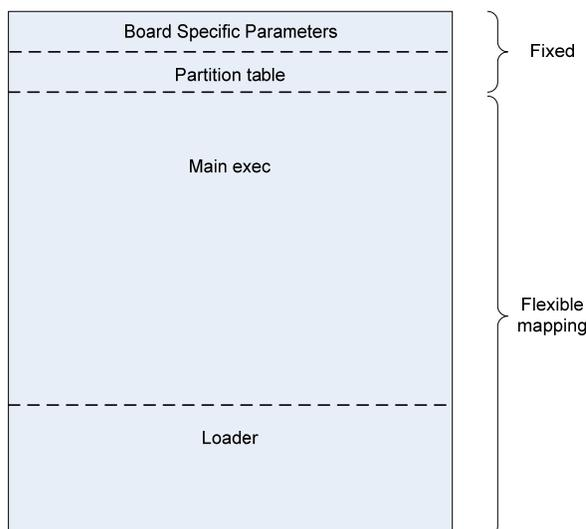 Board Specific Parameters
Fixed
Partition table
Main exec
Flexible
mapping
Loader